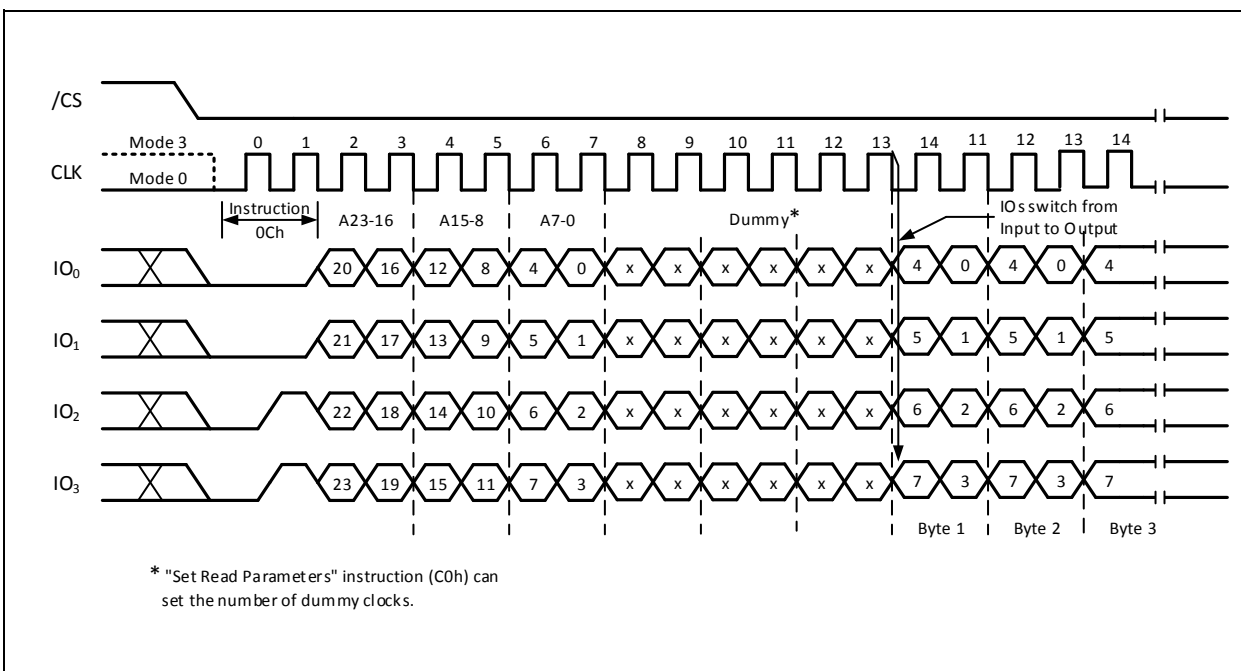 /CS
Mode 3 0 1 2 3 4 5 6 7 8 9 10 11 12 13 14 11 12 13 14
CLK
Mode 0
Instruction A23-16 A15-8 A7-0 Dummy* IOs switch from
0Ch Input to Output
IO0 20 16 12 8 4 0 x x x x x x 4 0 4 0 4
IO1 21 17 13 9 5 1 x x x x x x 5 1 5 1 5
IO2 22 18 14 10 6 2 x x x x x x 6 2 6 2 6
IO3 23 19 15 11 7 3 x x x x x x 7 3 7 3 7
Byte 1 Byte 2 Byte 3
* "Set Read Parameters" instruction (C0h) can
set the number of dummy clocks.